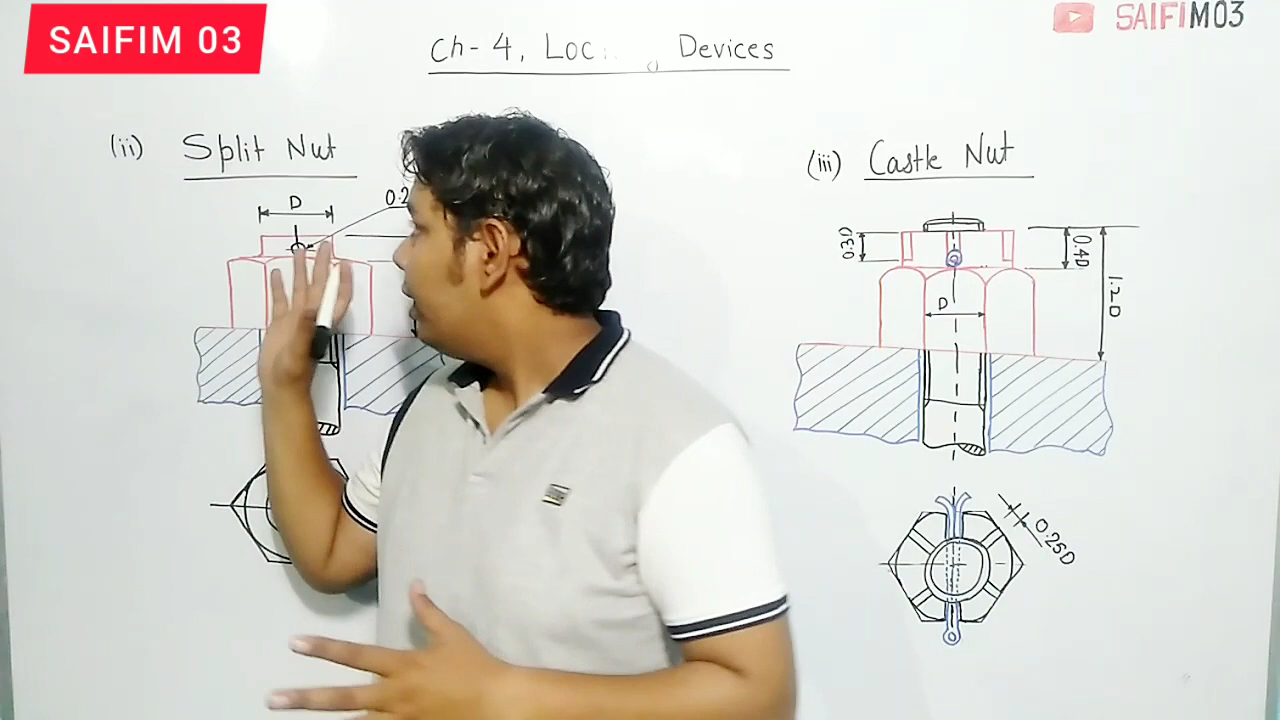 SAIFIM 03
SAIFIM03
Ch-4, Devices
(ii) Split Nut
(iii) Castle Nut
D
0.3D
0.4D
1.2D
D
0.25D